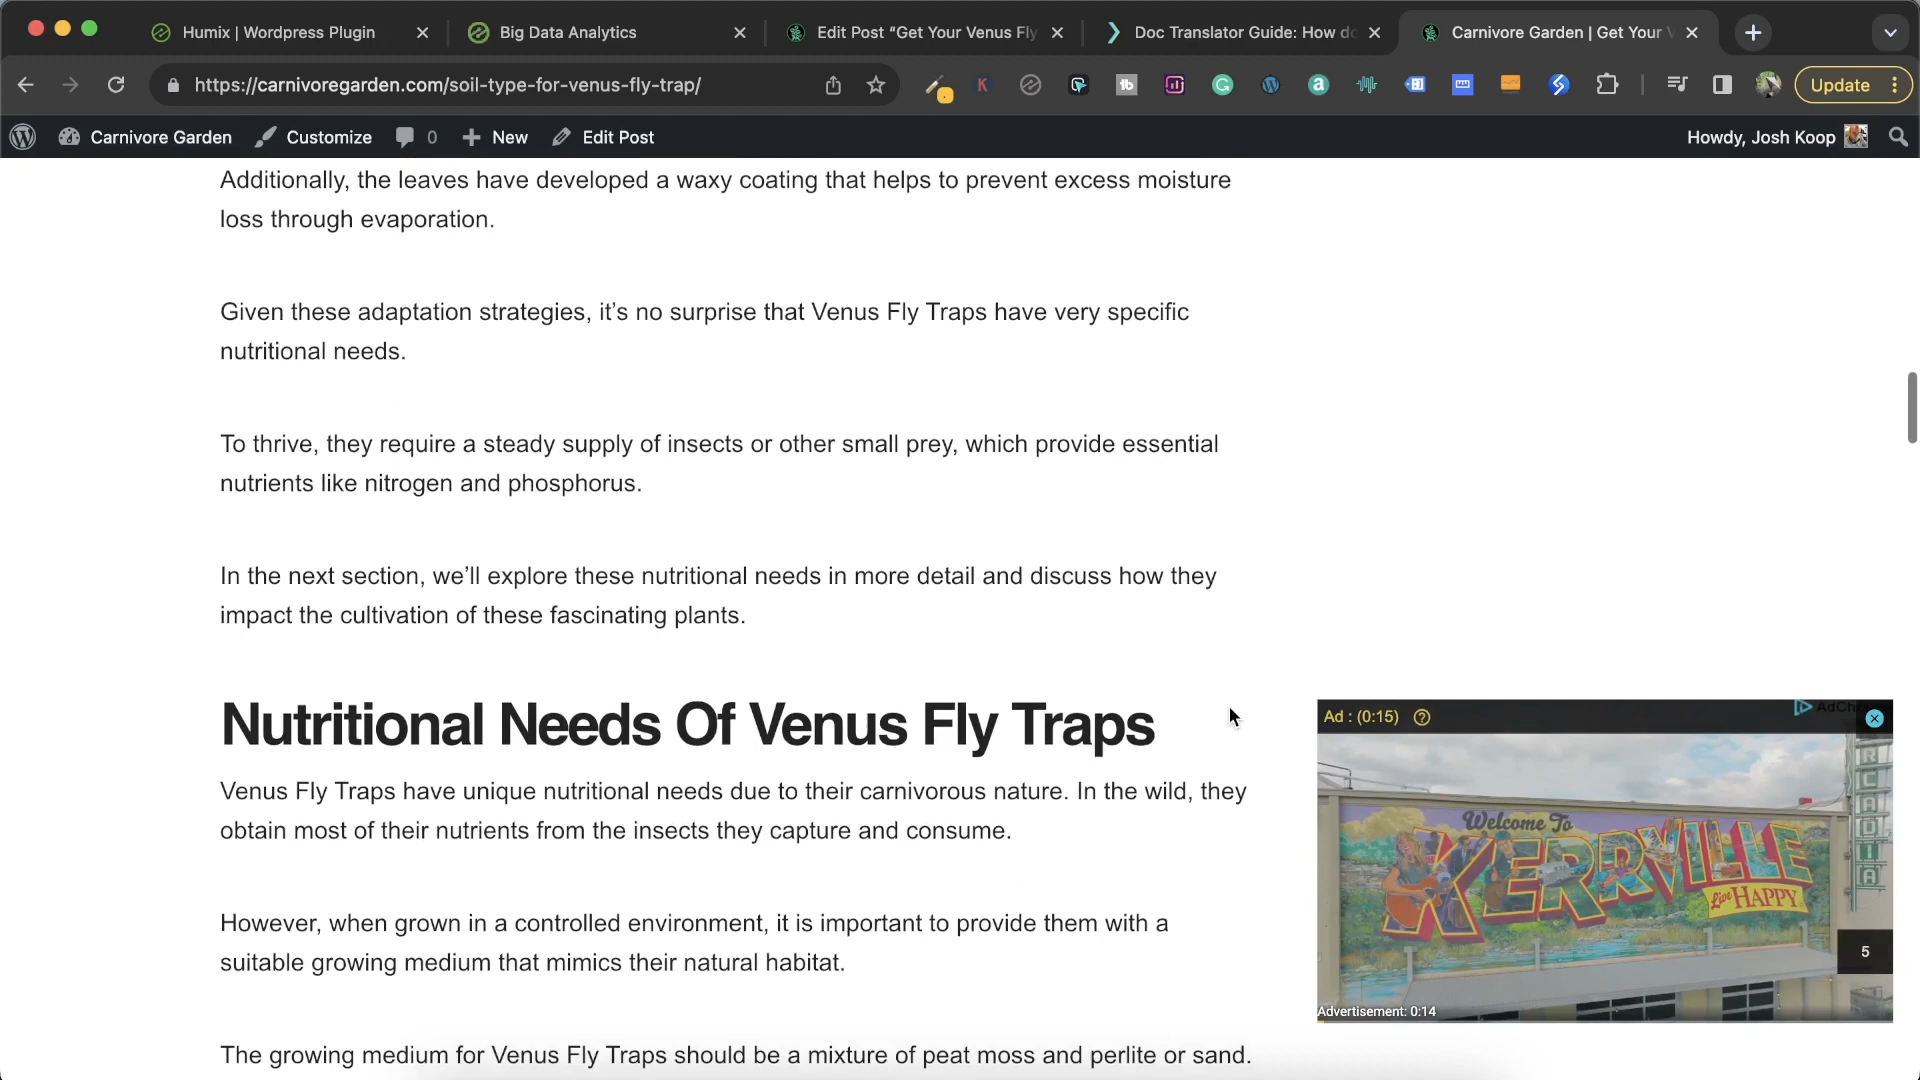 Humix | Wordpress Plugin
Big Data Analytics
Edit Post “Get Your Venus Fly
Doc Translator Guide: How do
Carnivore Garden | Get Your V
https://carnivoregarden.com/soil-type-for-venus-fly-trap/
Update
Carnivore Garden
Customize
0
New
Edit Post
Howdy, Josh Koop
Additionally, the leaves have developed a waxy coating that helps to prevent excess moisture
loss through evaporation.
Given these adaptation strategies, it’s no surprise that Venus Fly Traps have very specific
nutritional needs.
To thrive, they require a steady supply of insects or other small prey, which provide essential
nutrients like nitrogen and phosphorus.
In the next section, we’ll explore these nutritional needs in more detail and discuss how they
impact the cultivation of these fascinating plants.
Nutritional Needs Of Venus Fly Traps
Venus Fly Traps have unique nutritional needs due to their carnivorous nature. In the wild, they
obtain most of their nutrients from the insects they capture and consume.
However, when grown in a controlled environment, it is important to provide them with a
suitable growing medium that mimics their natural habitat.
The growing medium for Venus Fly Traps should be a mixture of peat moss and perlite or sand.
Ad : (0:15)
Welcome To
KERRVILLE
Live HAPPY
RCADIA
5
Advertisement: 0:14